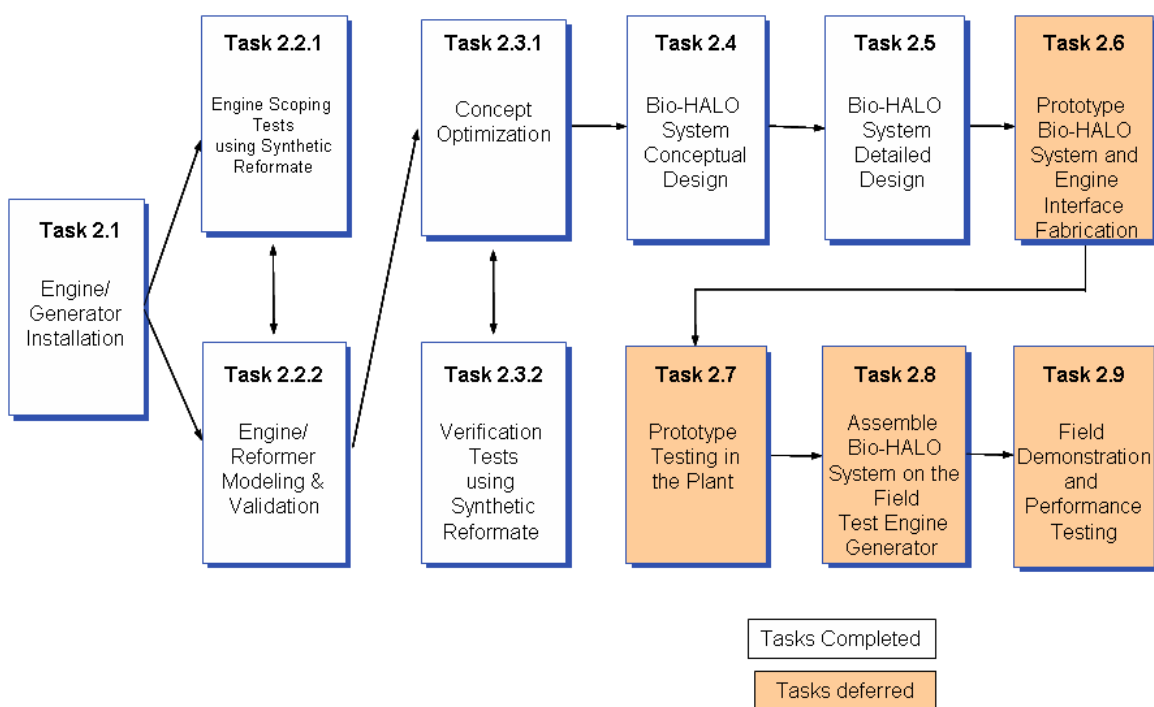 Task 2.1
Engine/
Generator
Installation
Task 2.2.1
Engine Scoping
Tests
using Synthetic
Reformate
Task 2.2.2
Engine/
Reformer
Modeling &
Validation
Task 2.3.1
Concept
Optimization
Task 2.3.2
Verification
Tests
using
Synthetic
Reformate
Task 2.4
Bio-HALO
System
Conceptual
Design
Task 2.5
Bio-HALO
System
Detailed
Design
Task 2.6
Prototype
Bio-HALO
System and
Engine
Interface
Fabrication
Task 2.7
Prototype
Testing in
the Plant
Task 2.8
Assemble
Bio-HALO
System on the
Field
Test Engine
Generator
Task 2.9
Field
Demonstration
and
Performance
Testing
Tasks Completed
Tasks deferred